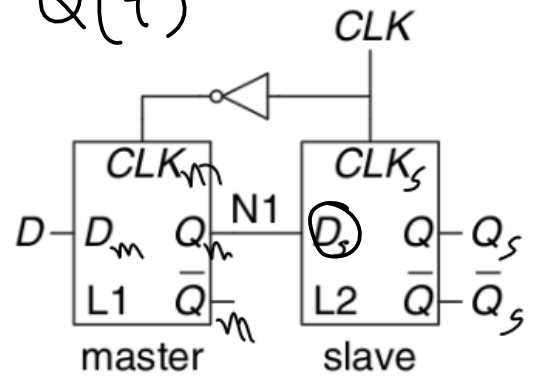 Q(t)
CLK
CLKm CLKs
N1
D Dm Qm Ds Q Qs
L1 Q̅m L2 Q̅ Q̅s
master slave